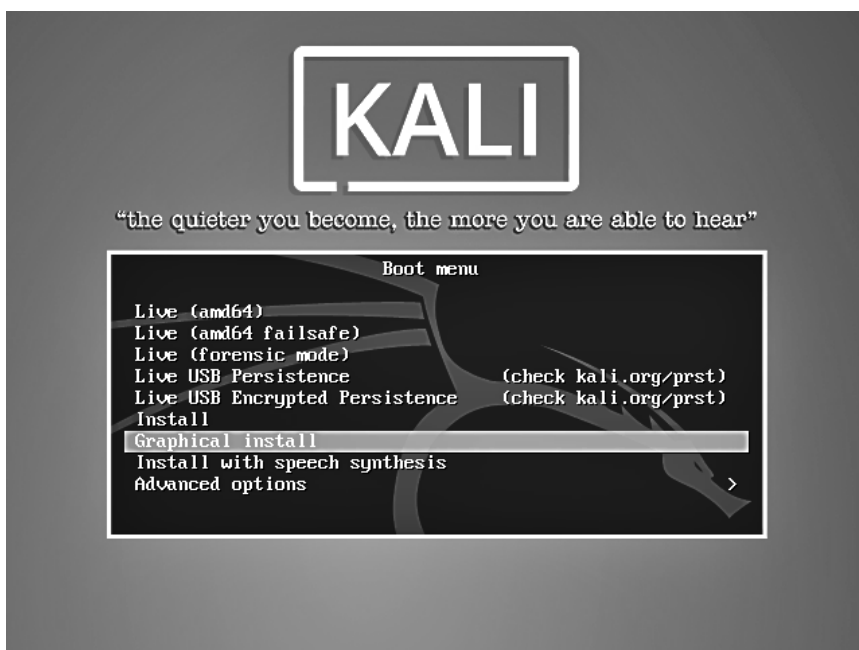 KALI
“the quieter you become, the more you are able to hear”
Boot menu
Live (amd64)
Live (amd64 failsafe)
Live (forensic mode)
Live USB Persistence (check kali.org/prst)
Live USB Encrypted Persistence (check kali.org/prst)
Install
Graphical install
Install with speech synthesis
Advanced options >